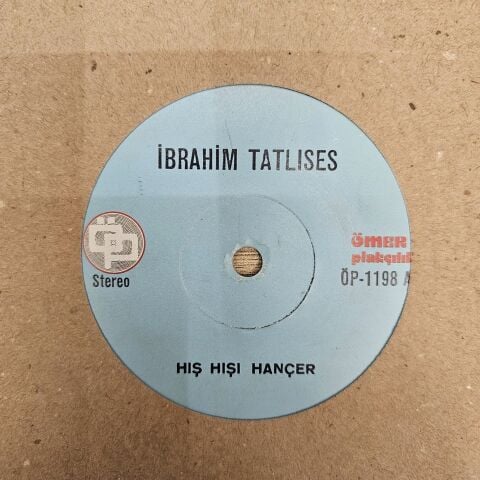 İBRAHİM TATLISES
ÖP
Stereo
ÖMER
plakçılık
ÖP-1198 A
HIŞ HIŞI HANÇER